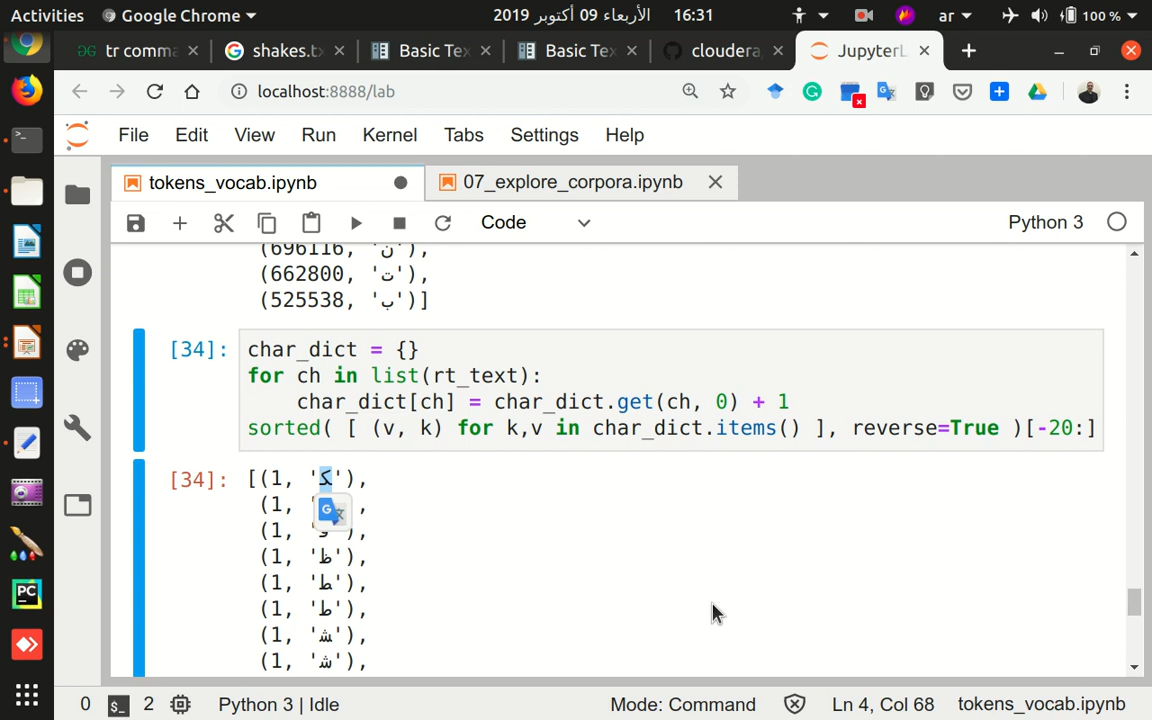 Activities Google Chrome الأربعاء 09 أكتوبر 2019 16:31 ar 100 %
tr comma shakes.tx Basic Tex Basic Tex cloudera JupyterL
localhost:8888/lab
File Edit View Run Kernel Tabs Settings Help
tokens_vocab.ipynb 07_explore_corpora.ipynb
Code Python 3
(696116, 'ن'),
(662800, 'ت'),
(525538, 'ب')]
[34]: char_dict = {}
for ch in list(rt_text):
char_dict[ch] = char_dict.get(ch, 0) + 1
sorted( [ (v, k) for k,v in char_dict.items() ], reverse=True )[-20:]
[34]: [(1, 'ﮐ'),
(1, ' ,
(1, ' '),
(1, 'ﻇ'),
(1, 'ﻃ'),
(1, 'ﻁ'),
(1, 'ﺸ'),
(1, 'ﺷ'),
0 2 Python 3 | Idle Mode: Command Ln 4, Col 68 tokens_vocab.ipynb